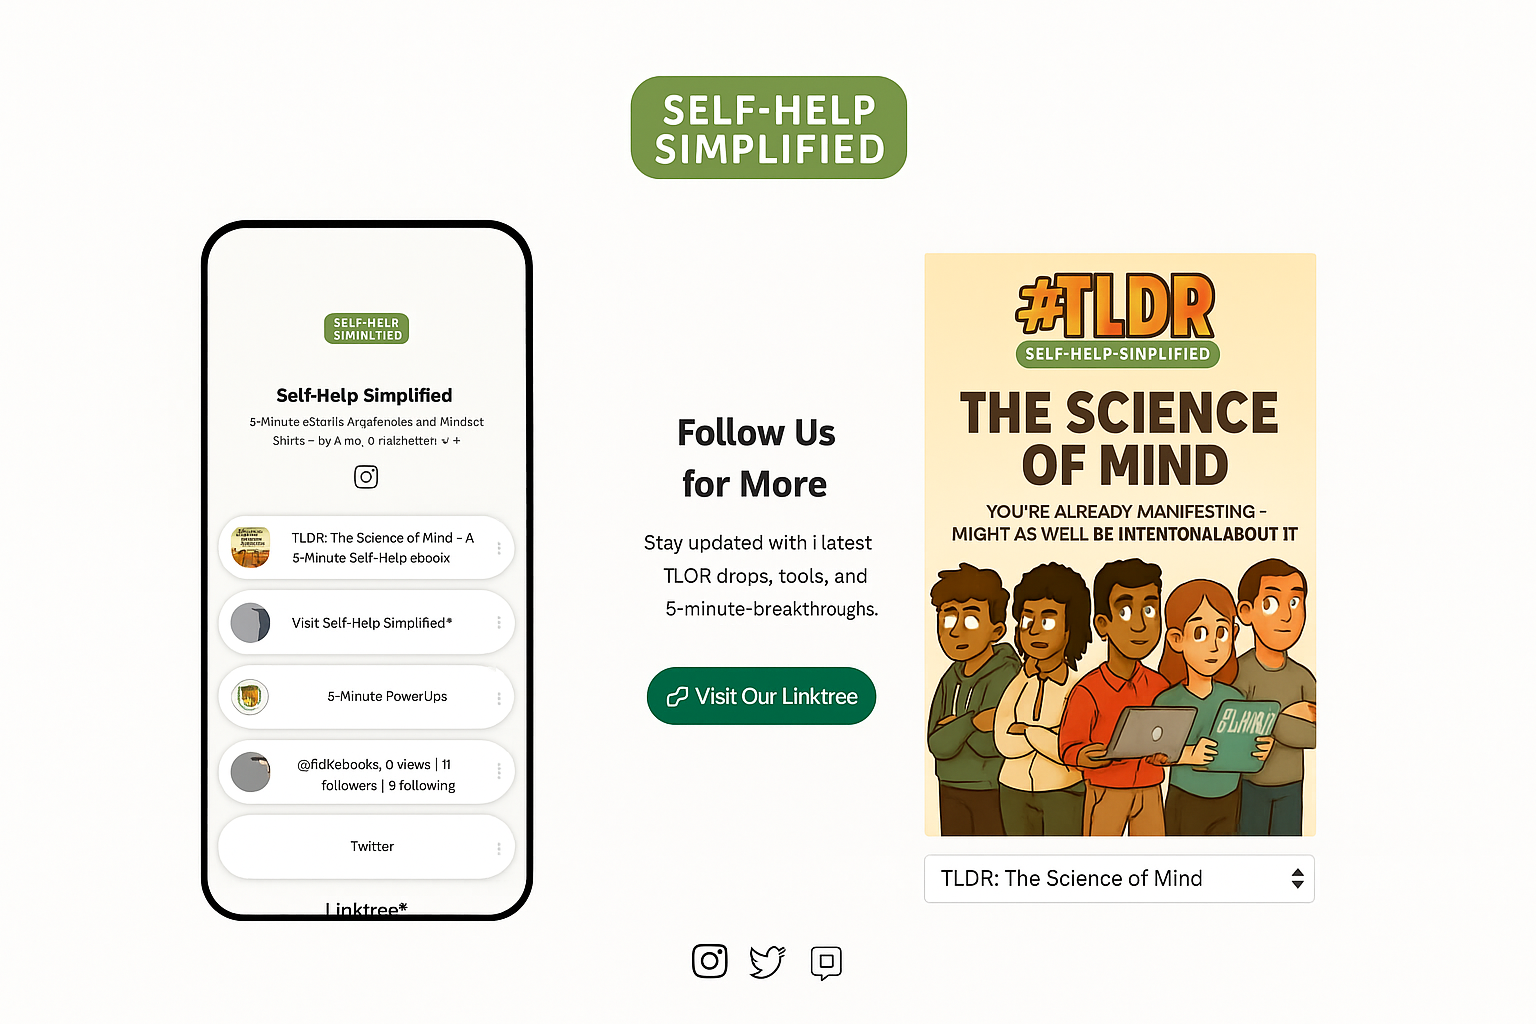 SELF-HELP
SIMPLIFIED
SELF-HELR
SIMINLTIED
Self-Help Simplified
5-Minute eStarils Arqafenoles and Mindsct
Shirts – by A mo, 0 rialzhetteri
TLDR: The Science of Mind – A
5-Minute Self-Help ebooix
Visit Self-Help Simplified*
5-Minute PowerUps
@fidKebooks, 0 views | 11
followers | 9 following
Twitter
Linktree*
Follow Us
for More
Stay updated with i latest
TLOR drops, tools, and
5-minute-breakthroughs.
Visit Our Linktree
#TLDR
SELF-HELP-SINPLIFIED
THE SCIENCE
OF MIND
YOU'RE ALREADY MANIFESTING -
MIGHT AS WELL BE INTENTONALABOUT IT
TLDR: The Science of Mind